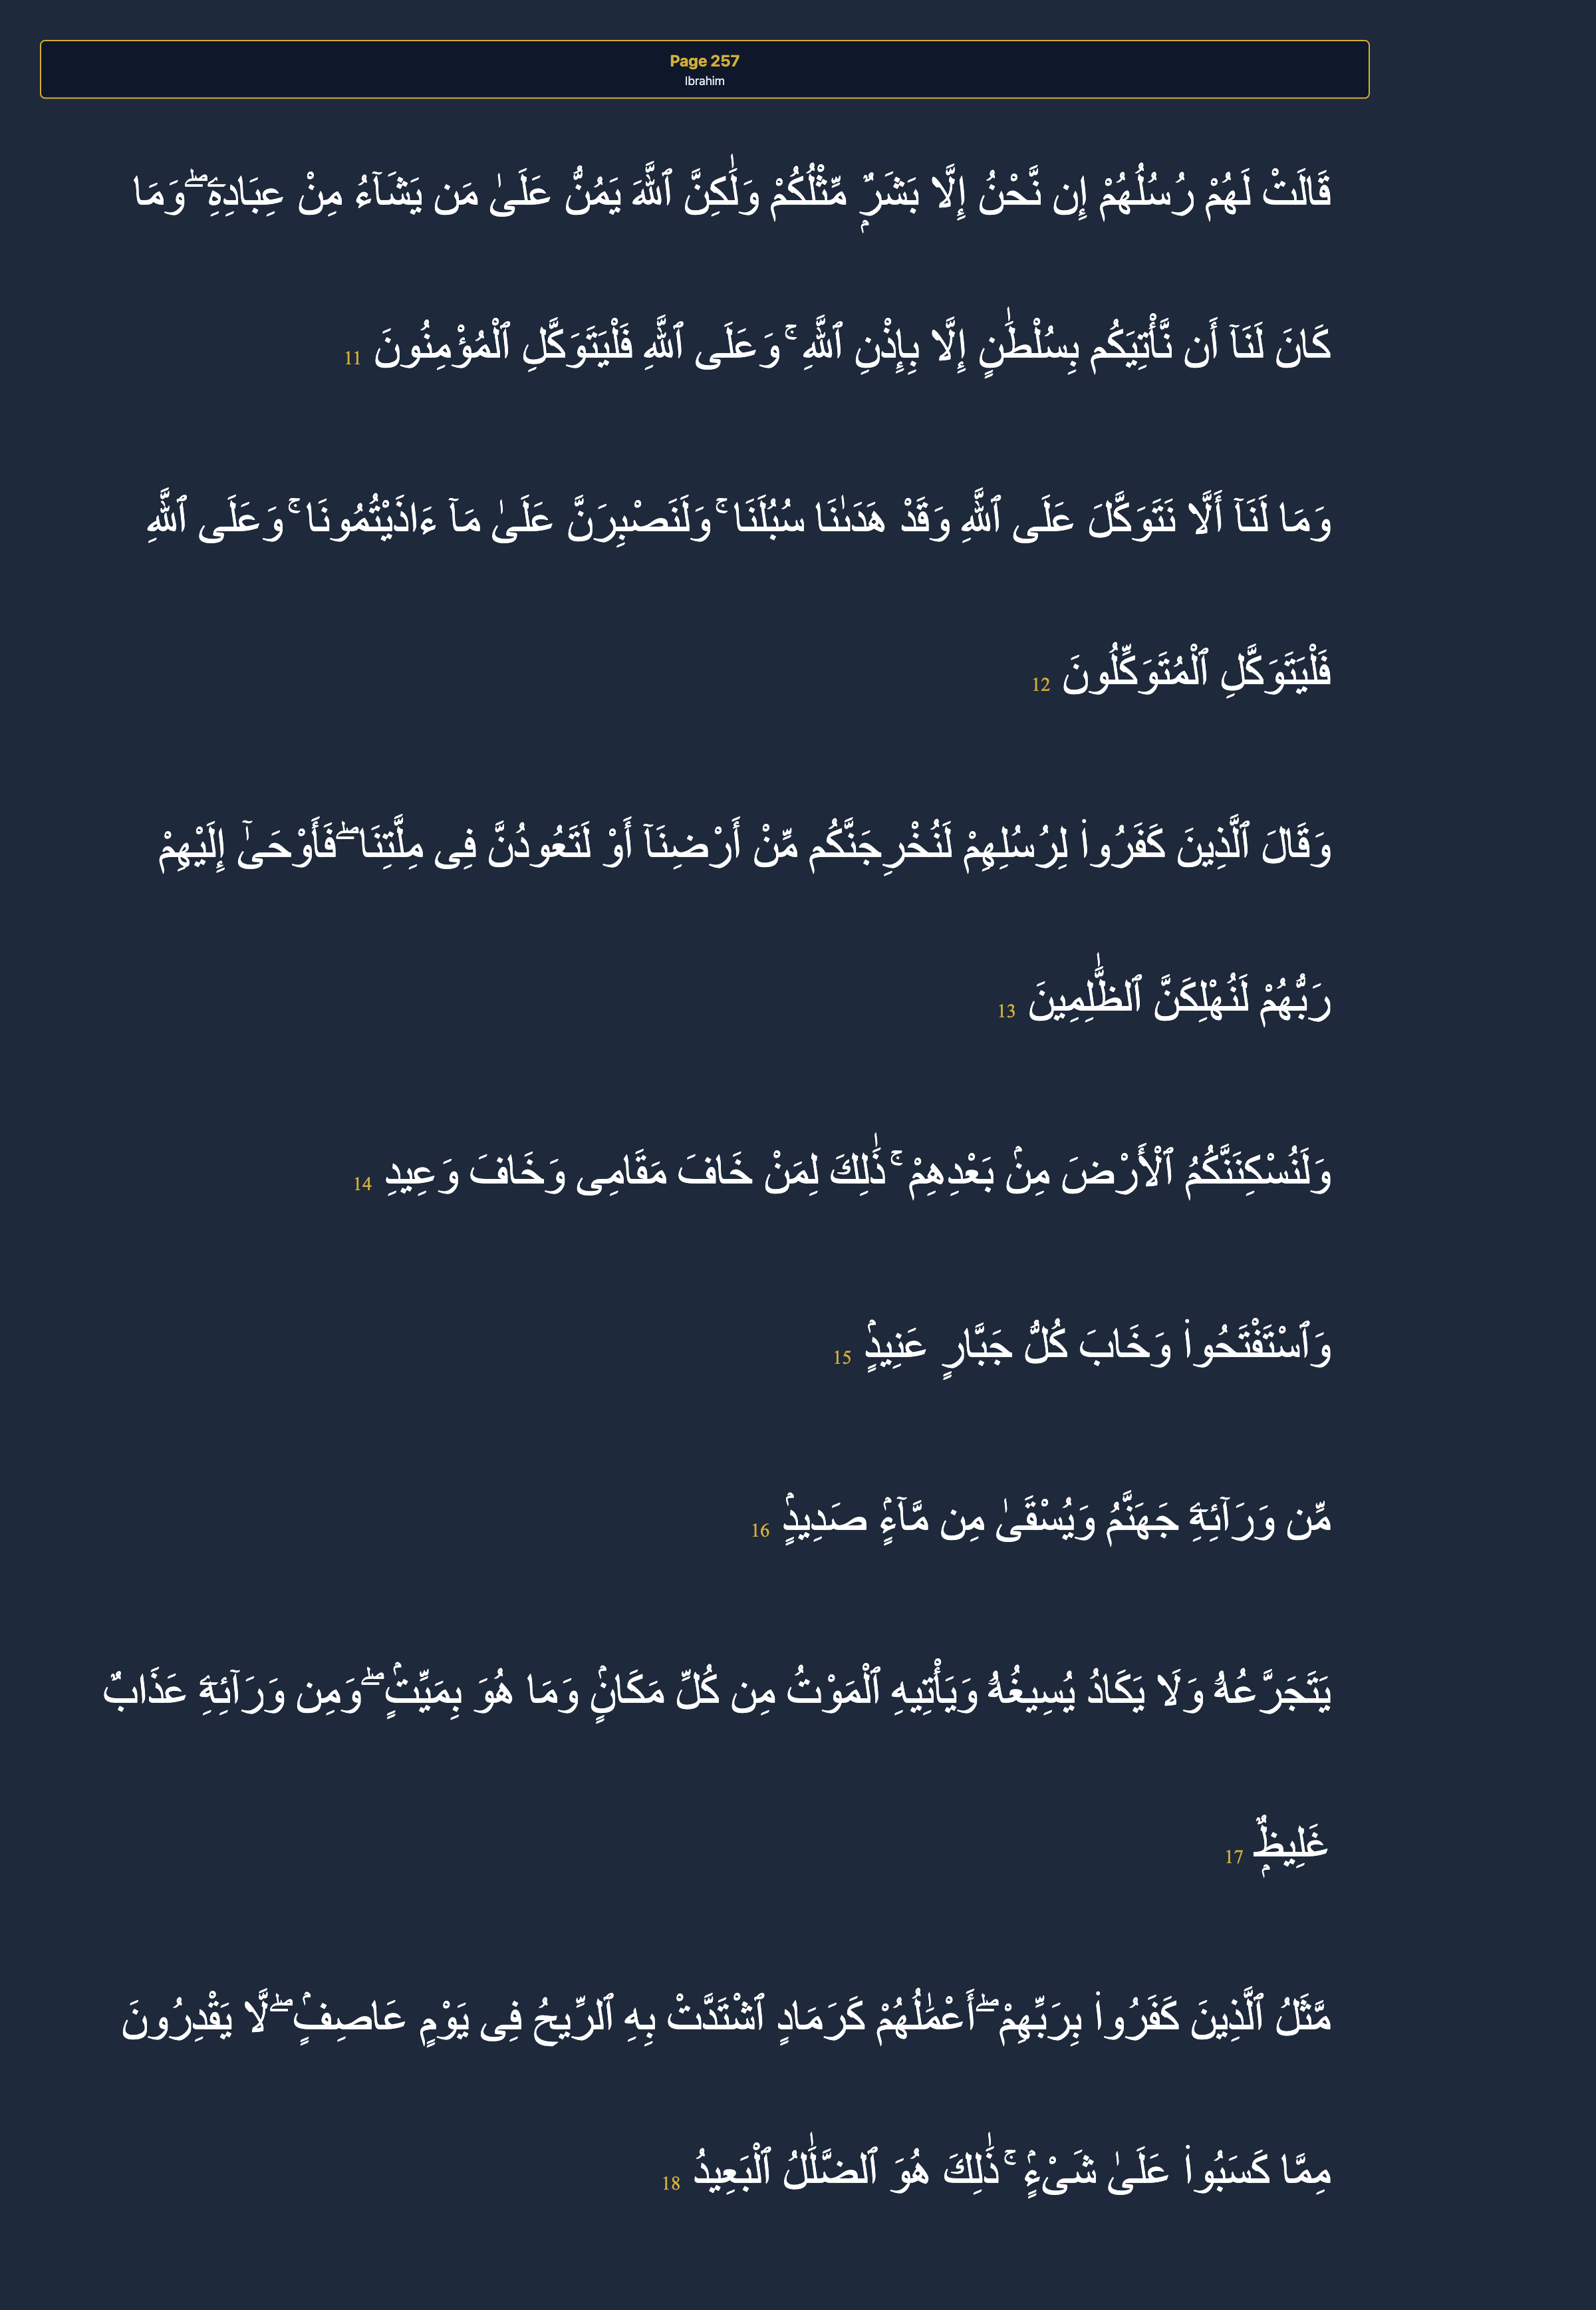 Page 257
Ibrahim
قَالَتْ لَهُمْ رُسُلُهُمْ إِن نَّحْنُ إِلَّا بَشَرٌۭ مِّثْلُكُمْ وَلَٰكِنَّ ٱللَّهَ يَمُنُّ عَلَىٰ مَن يَشَآءُ مِنْ عِبَادِهِۦ ۖ وَمَا
كَانَ لَنَآ أَن نَّأْتِيَكُم بِسُلْطَٰنٍ إِلَّا بِإِذْنِ ٱللَّهِ ۚ وَعَلَى ٱللَّهِ فَلْيَتَوَكَّلِ ٱلْمُؤْمِنُونَ 11
وَمَا لَنَآ أَلَّا نَتَوَكَّلَ عَلَى ٱللَّهِ وَقَدْ هَدَىٰنَا سُبُلَنَا ۚ وَلَنَصْبِرَنَّ عَلَىٰ مَآ ءَاذَيْتُمُونَا ۚ وَعَلَى ٱللَّهِ
فَلْيَتَوَكَّلِ ٱلْمُتَوَكِّلُونَ 12
وَقَالَ ٱلَّذِينَ كَفَرُوا۟ لِرُسُلِهِمْ لَنُخْرِجَنَّكُم مِّنْ أَرْضِنَآ أَوْ لَتَعُودُنَّ فِى مِلَّتِنَا ۖ فَأَوْحَىٰٓ إِلَيْهِمْ
رَبُّهُمْ لَنُهْلِكَنَّ ٱلظَّٰلِمِينَ 13
وَلَنُسْكِنَنَّكُمُ ٱلْأَرْضَ مِنۢ بَعْدِهِمْ ۚ ذَٰلِكَ لِمَنْ خَافَ مَقَامِى وَخَافَ وَعِيدِ 14
وَٱسْتَفْتَحُوا۟ وَخَابَ كُلُّ جَبَّارٍ عَنِيدٍۢ 15
مِّن وَرَآئِهِۦ جَهَنَّمُ وَيُسْقَىٰ مِن مَّآءٍۢ صَدِيدٍۢ 16
يَتَجَرَّعُهُۥ وَلَا يَكَادُ يُسِيغُهُۥ وَيَأْتِيهِ ٱلْمَوْتُ مِن كُلِّ مَكَانٍۢ وَمَا هُوَ بِمَيِّتٍۢ ۖ وَمِن وَرَآئِهِۦ عَذَابٌ
غَلِيظٌۭ 17
مَّثَلُ ٱلَّذِينَ كَفَرُوا۟ بِرَبِّهِمْ ۖ أَعْمَٰلُهُمْ كَرَمَادٍ ٱشْتَدَّتْ بِهِ ٱلرِّيحُ فِى يَوْمٍ عَاصِفٍۢ ۖ لَّا يَقْدِرُونَ
مِمَّا كَسَبُوا۟ عَلَىٰ شَىْءٍۢ ۚ ذَٰلِكَ هُوَ ٱلضَّلَٰلُ ٱلْبَعِيدُ 18